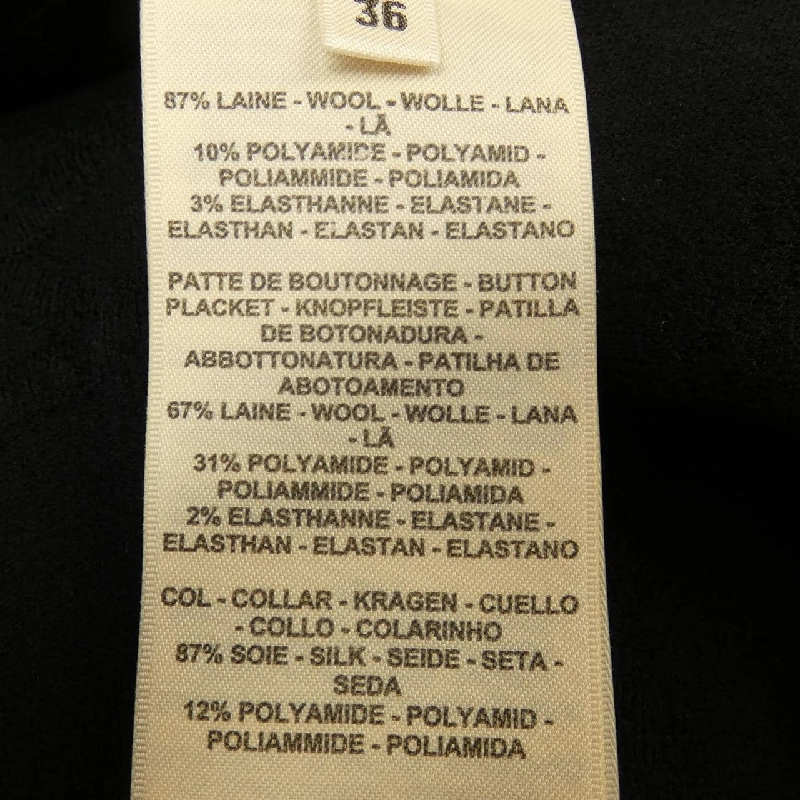 36
87% LAINE - WOOL - WOLLE - LANA
- LÃ
10% POLYAMIDE - POLYAMID -
POLIAMMIDE - POLIAMIDA
3% ELASTHANNE - ELASTANE -
ELASTHAN - ELASTAN - ELASTANO
PATTE DE BOUTONNAGE - BUTTON
PLACKET - KNOPFLEISTE - PATILLA
DE BOTONADURA -
ABBOTTONATURA - PATILHA DE
ABOTOAMENTO
67% LAINE - WOOL - WOLLE - LANA
- LÃ
31% POLYAMIDE - POLYAMID -
POLIAMMIDE - POLIAMIDA
2% ELASTHANNE - ELASTANE -
ELASTHAN - ELASTAN - ELASTANO
COL - COLLAR - KRAGEN - CUELLO
- COLLO - COLARINHO
87% SOIE - SILK - SEIDE - SETA -
SEDA
12% POLYAMIDE - POLYAMID -
POLIAMMIDE - POLIAMIDA